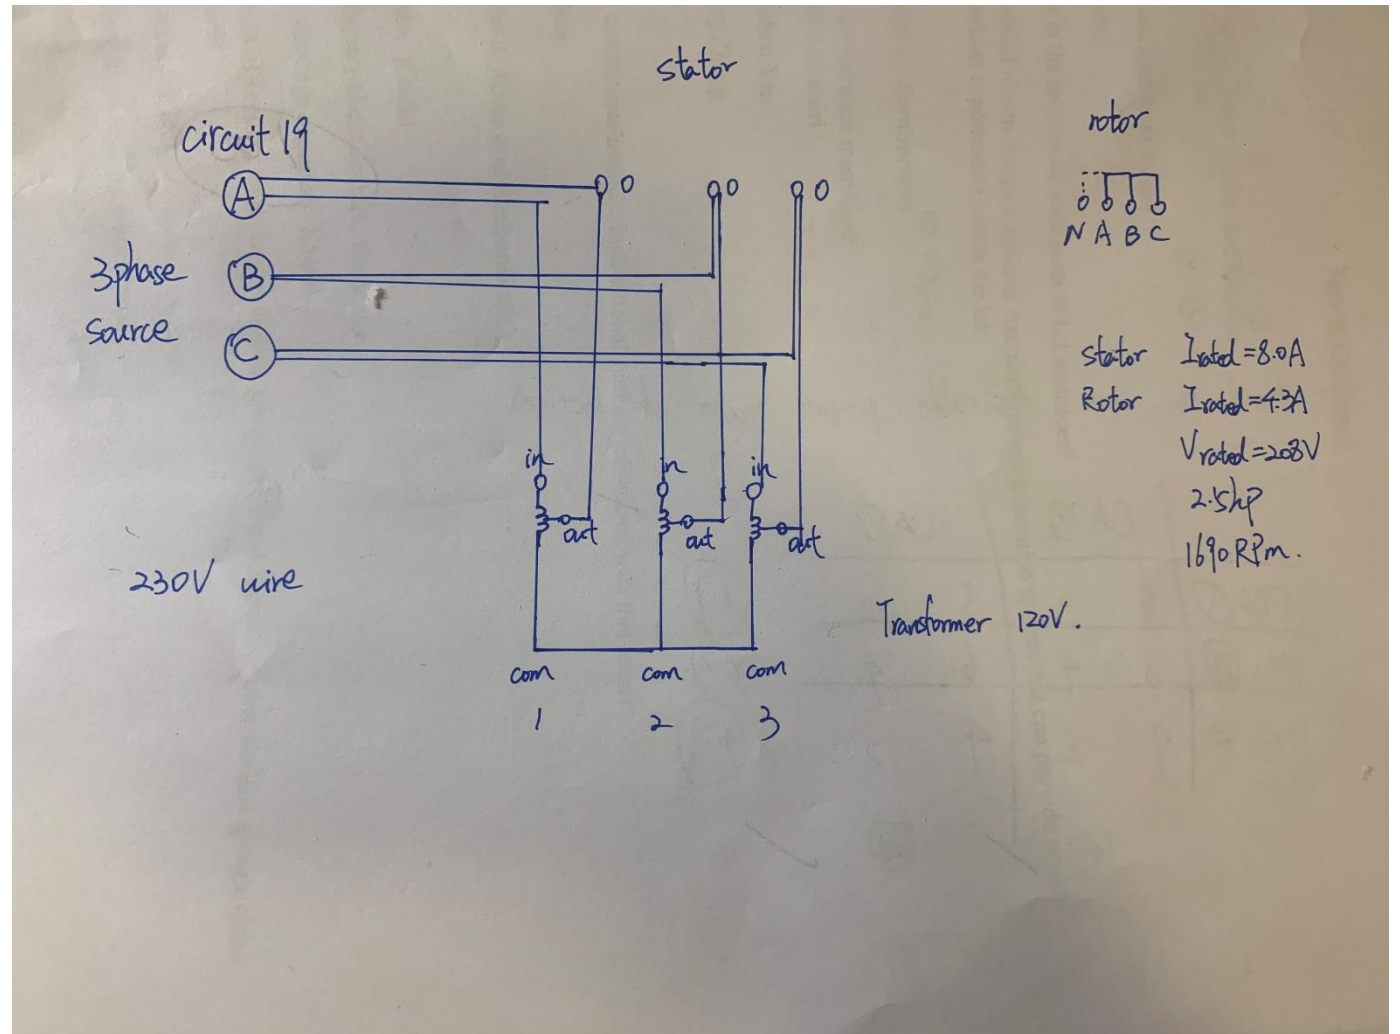 stator
circuit 19
rotor
A
N A B C
3phase
B
source
C
stator Irated=8.0A
Rotor Irated=4.3A
Vrated=208V
2.5hp
1690 RPm.
in in in
out out out
230V wire
Transformer 120V.
com com com
1 2 3